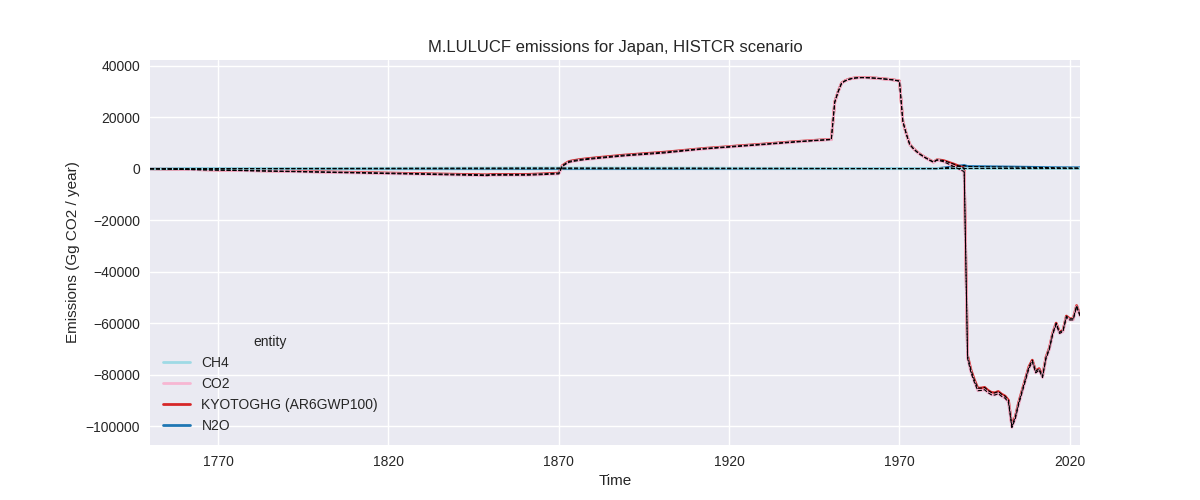 M.LULUCF emissions for Japan, HISTCR scenario
40000
20000
0
−20000
−40000
−60000
−80000
−100000
Emissions (Gg CO2 / year)
entity
CH4
CO2
KYOTOGHG (AR6GWP100)
N2O
1770 1820 1870 1920 1970 2020
Time